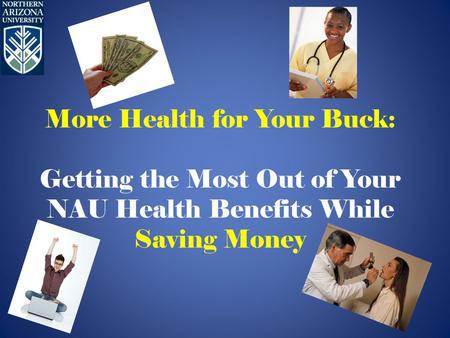 NORTHERN
ARIZONA
UNIVERSITY
More Health for Your Buck:
Getting the Most Out of Your
NAU Health Benefits While
Saving Money